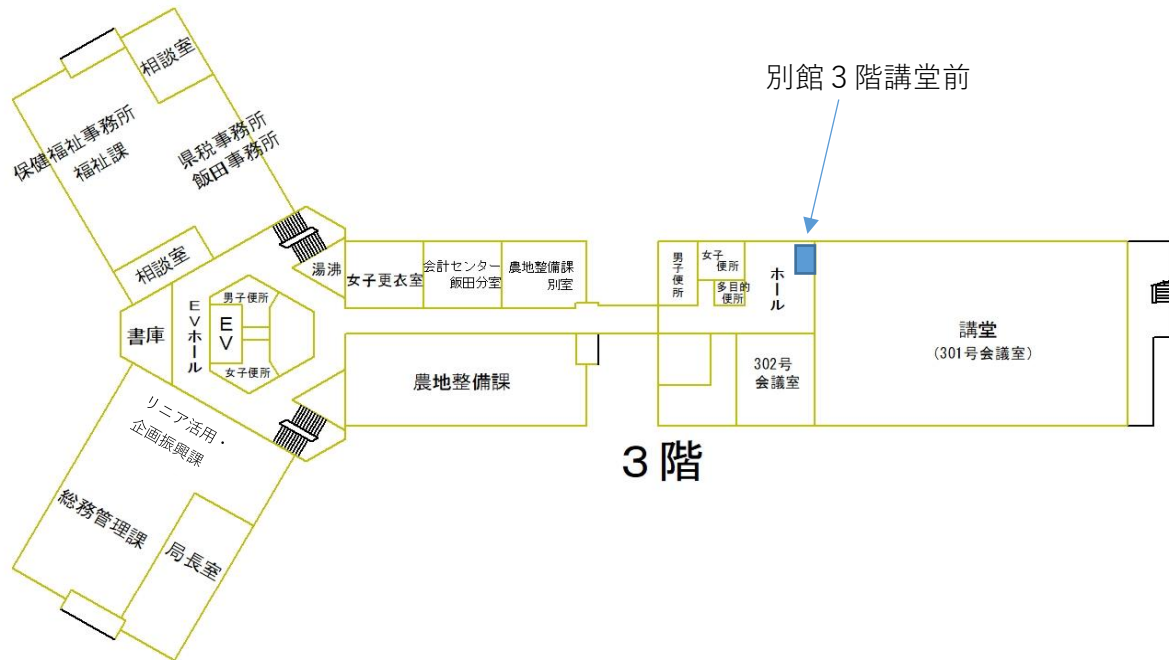 別館３階講堂前
相談室
保健福祉事務所
福祉課
県税事務所
飯田事務所
相談室
湯沸
女子更衣室
会計センター
飯田分室
農地整備課
別室
男子便所
女子
便所
多目的
便所
ホール
講堂
(301号会議室)
書庫
EVホール
男子便所
EV
女子便所
農地整備課
302号
会議室
リニア活用・
企画振興課
総務管理課
局長室
３階